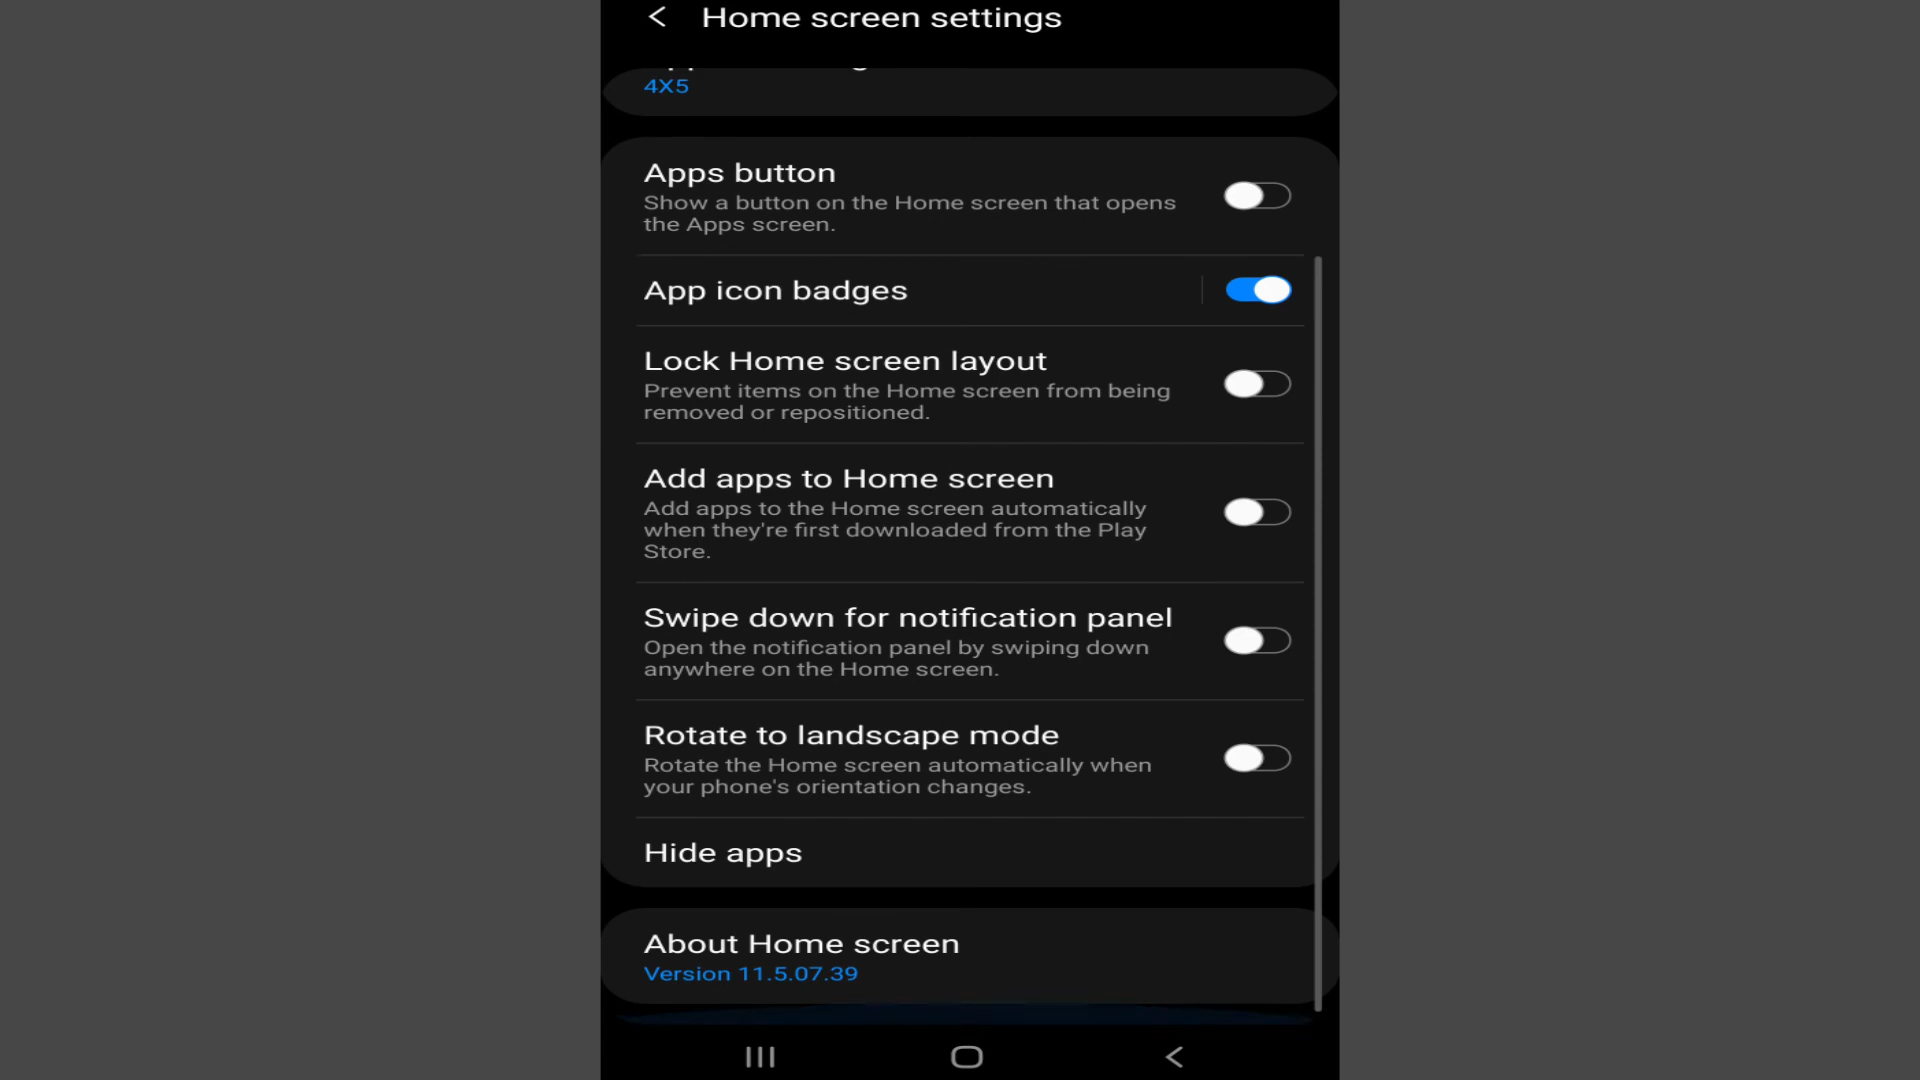 Home screen settings
4X5
Apps button
Show a button on the Home screen that opens
the Apps screen.
App icon badges
Lock Home screen layout
Prevent items on the Home screen from being
removed or repositioned.
Add apps to Home screen
Add apps to the Home screen automatically
when they're first downloaded from the Play
Store.
Swipe down for notification panel
Open the notification panel by swiping down
anywhere on the Home screen.
Rotate to landscape mode
Rotate the Home screen automatically when
your phone's orientation changes.
Hide apps
About Home screen
Version 11.5.07.39